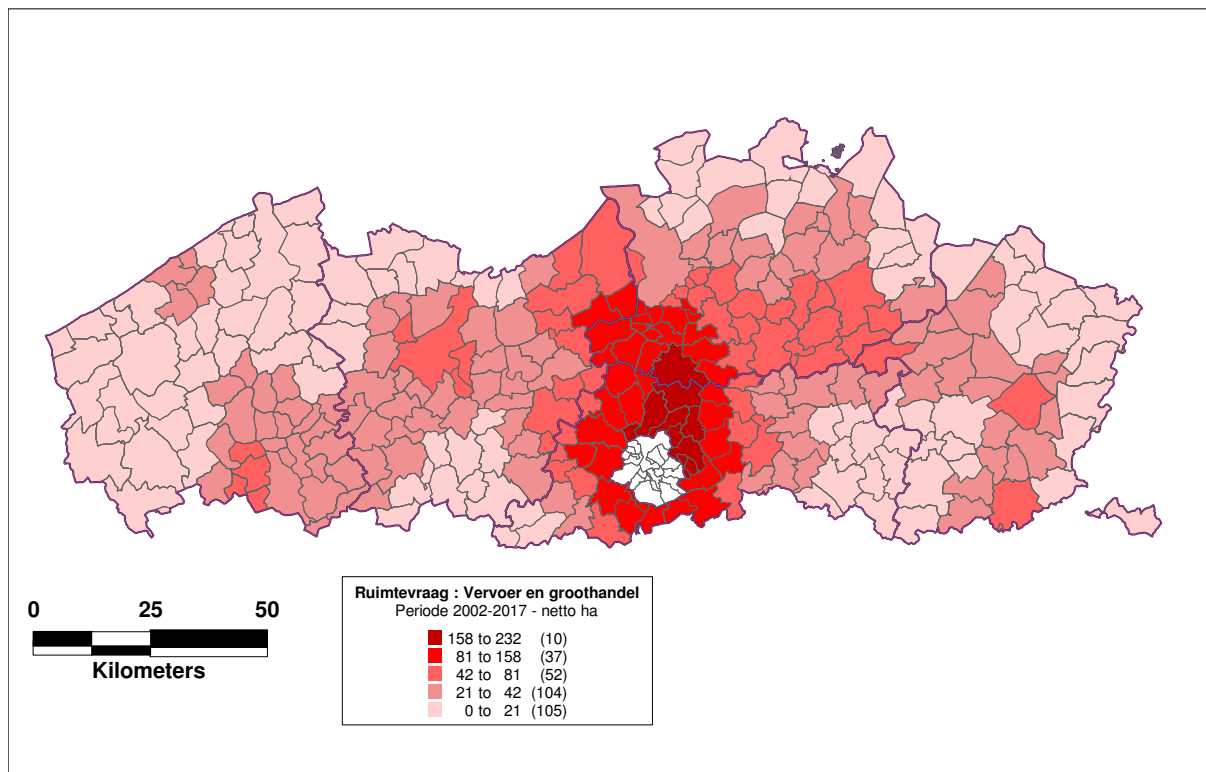 0 25 50
Kilometers
Ruimtevraag : Vervoer en groothandel
Periode 2002-2017 - netto ha
158 to 232 (10)
81 to 158 (37)
42 to 81 (52)
21 to 42 (104)
0 to 21 (105)